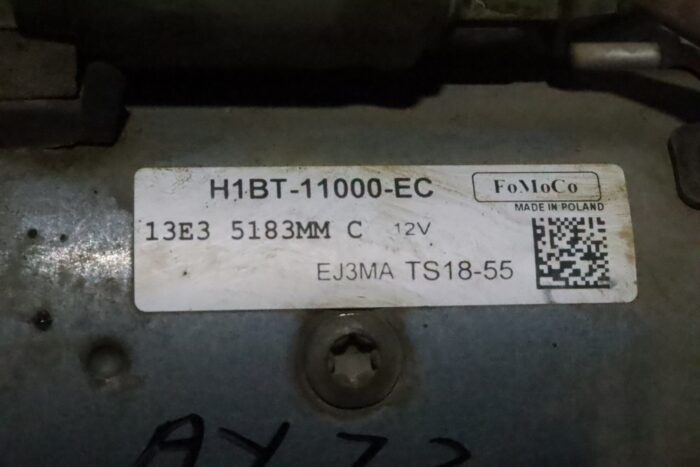 H1BT-11000-EC
FoMoCo
MADE IN POLAND
13E3 5183MM C 12V
EJ3MA TS18-55